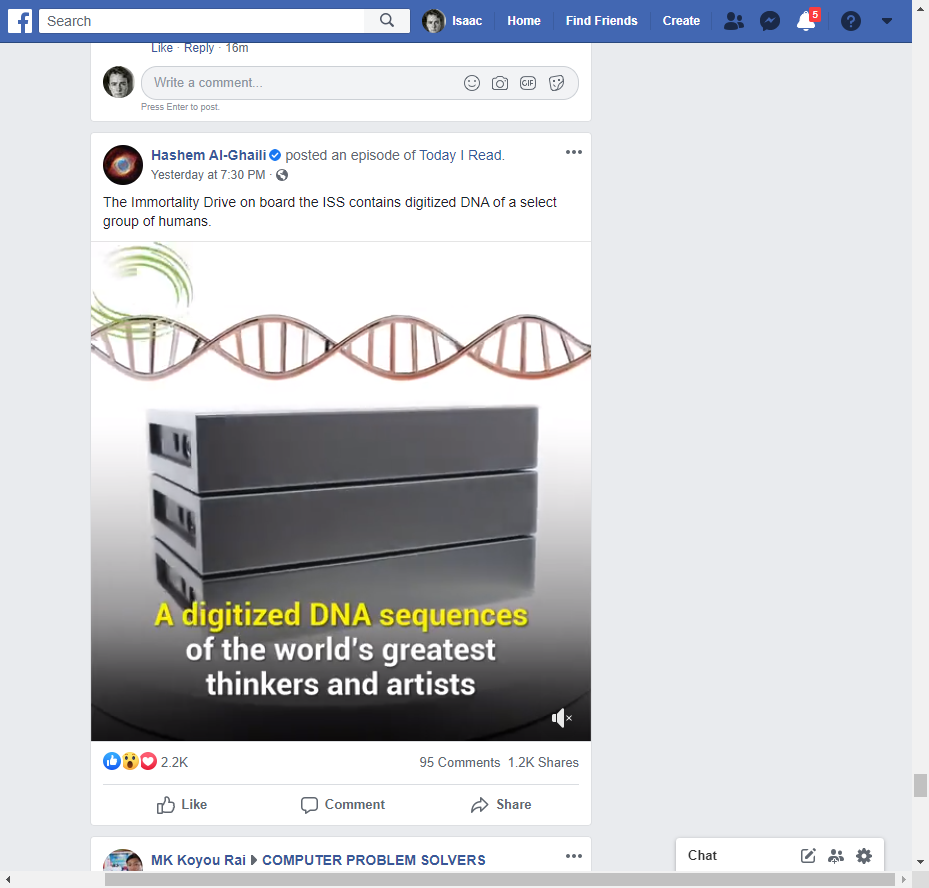 Search
Isaac
Home
Find Friends
Create
5
Like · Reply · 16m
Write a comment...
GIF
Press Enter to post.
Hashem Al-Ghaili posted an episode of Today I Read.
Yesterday at 7:30 PM ·
The Immortality Drive on board the ISS contains digitized DNA of a select
group of humans.
A digitized DNA sequences
of the world's greatest
thinkers and artists
2.2K
95 Comments 1.2K Shares
Like
Comment
Share
MK Koyou Rai COMPUTER PROBLEM SOLVERS
Chat